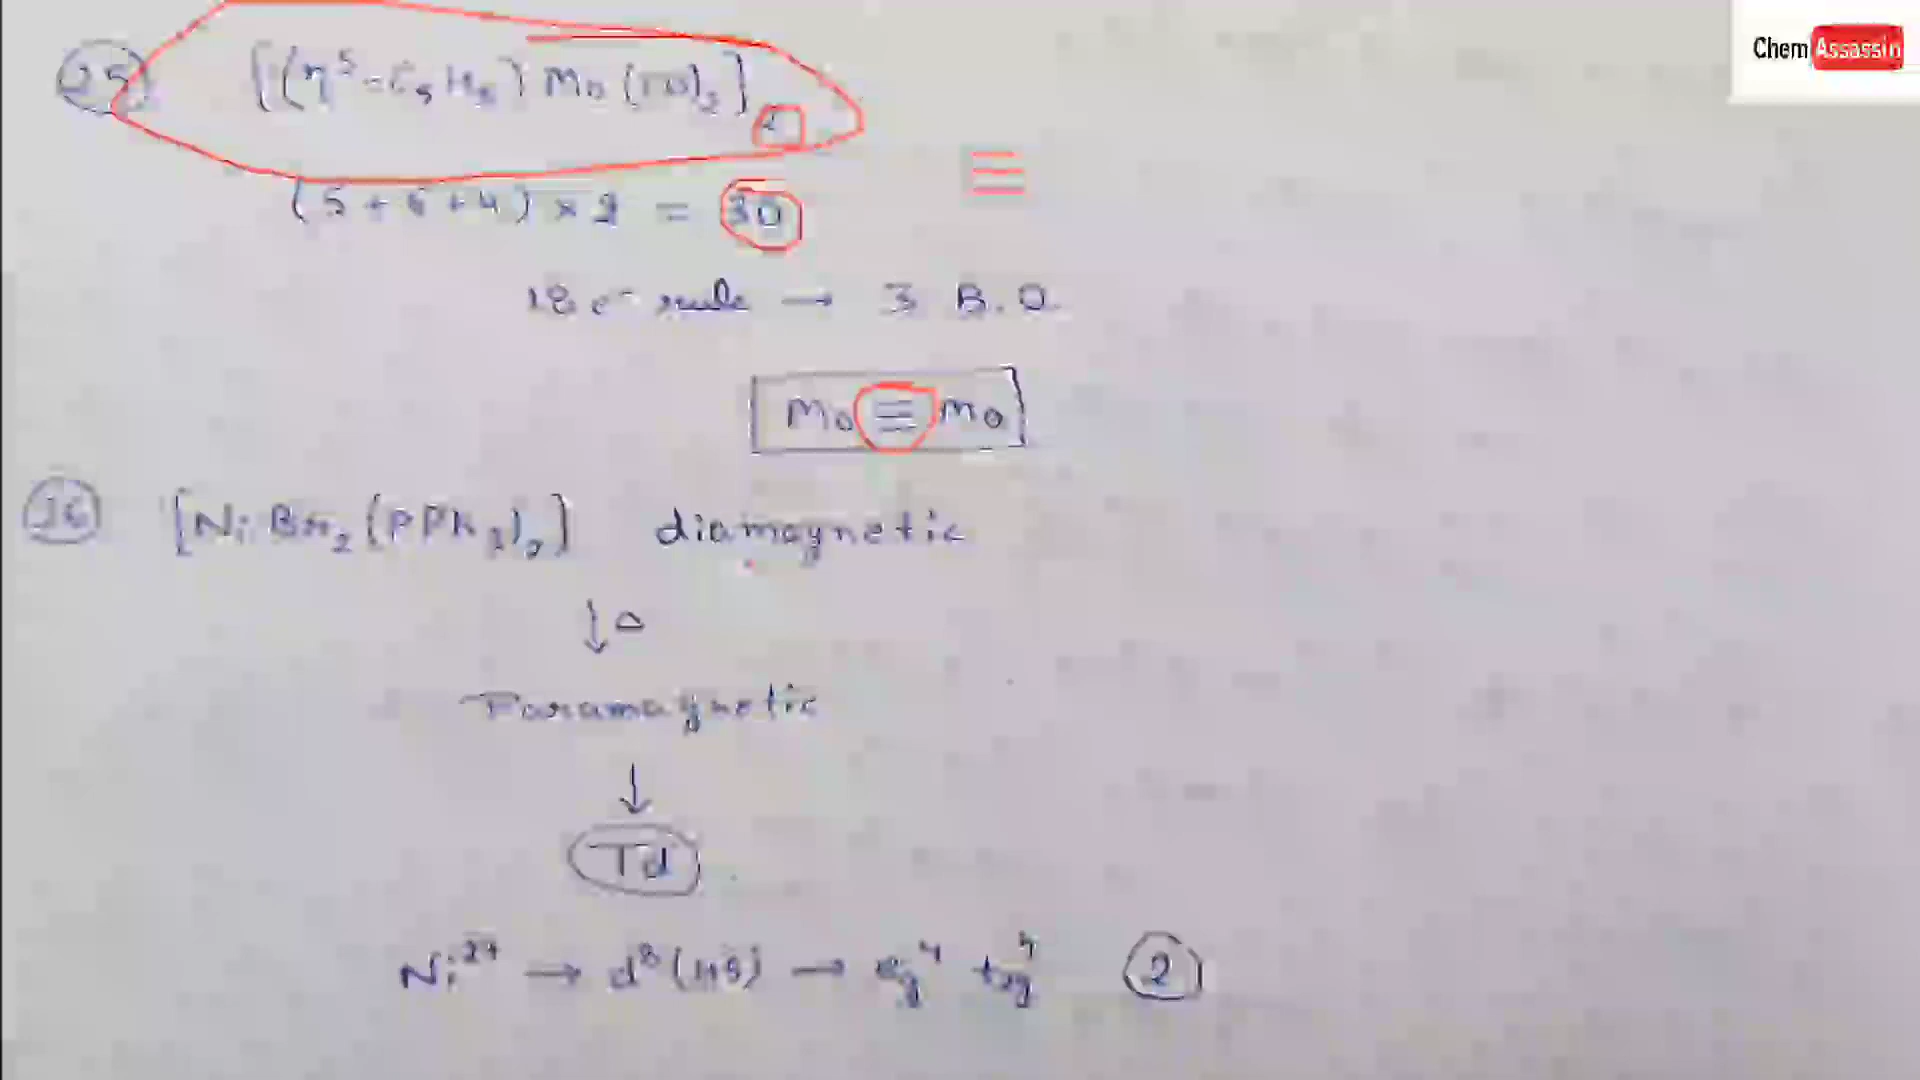 Chem Assassin
25 [(η⁵-C₅H₅) Mo (CO)₂]₂
(5 + 6 + 4) × 2 = 30
≡
18 e⁻ rule → 3 B.O.
Mo ≡ Mo
26 [NiBr₂(PPh₃)₂] diamagnetic
↓ Δ
Paramagnetic
↓
Td
Ni²⁺ → d⁸ (HS) → eg⁴ t₂g⁴ 2